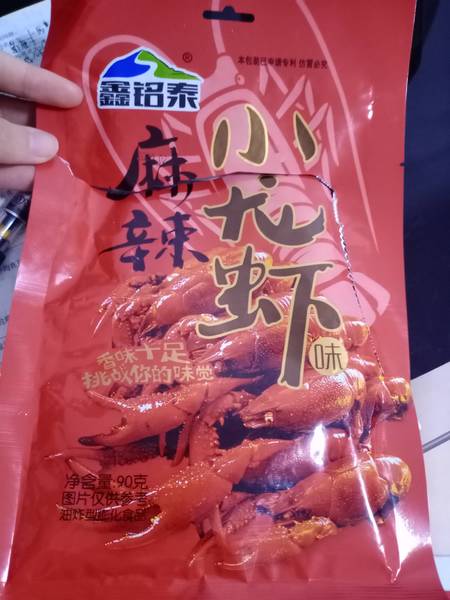 本包装已申请专利 仿冒必究
®
鑫铭泰
麻辣
小龙虾
味
香味十足
挑战你的味觉
净含量:90克
图片仅供参考
油炸型膨化食品